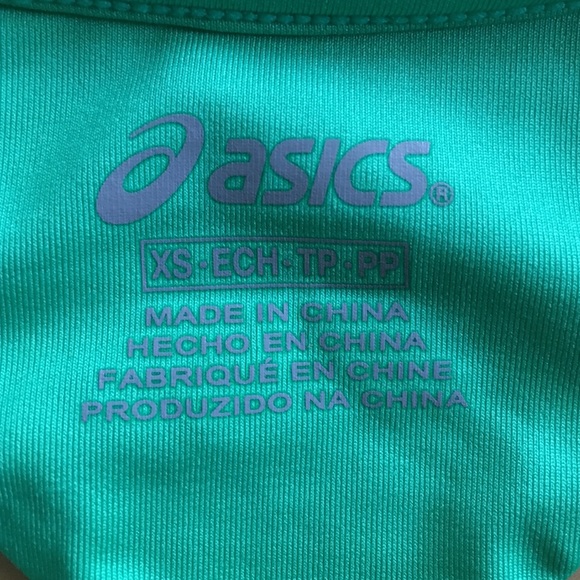 asics®
XS·ECH·TP·PP
MADE IN CHINA
HECHO EN CHINA
FABRIQUÉ EN CHINE
PRODUZIDO NA CHINA